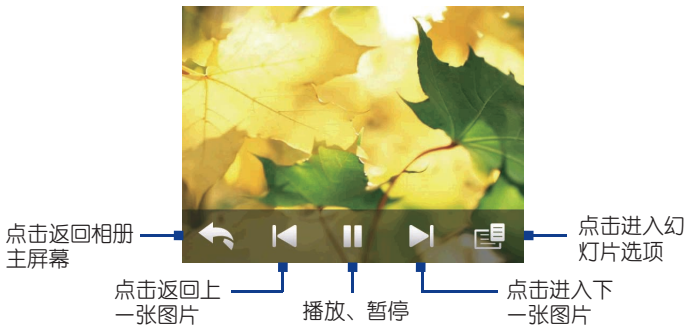 点击返回相册
主屏幕
点击返回上
一张图片
播放、暂停
点击进入下
一张图片
点击进入幻
灯片选项